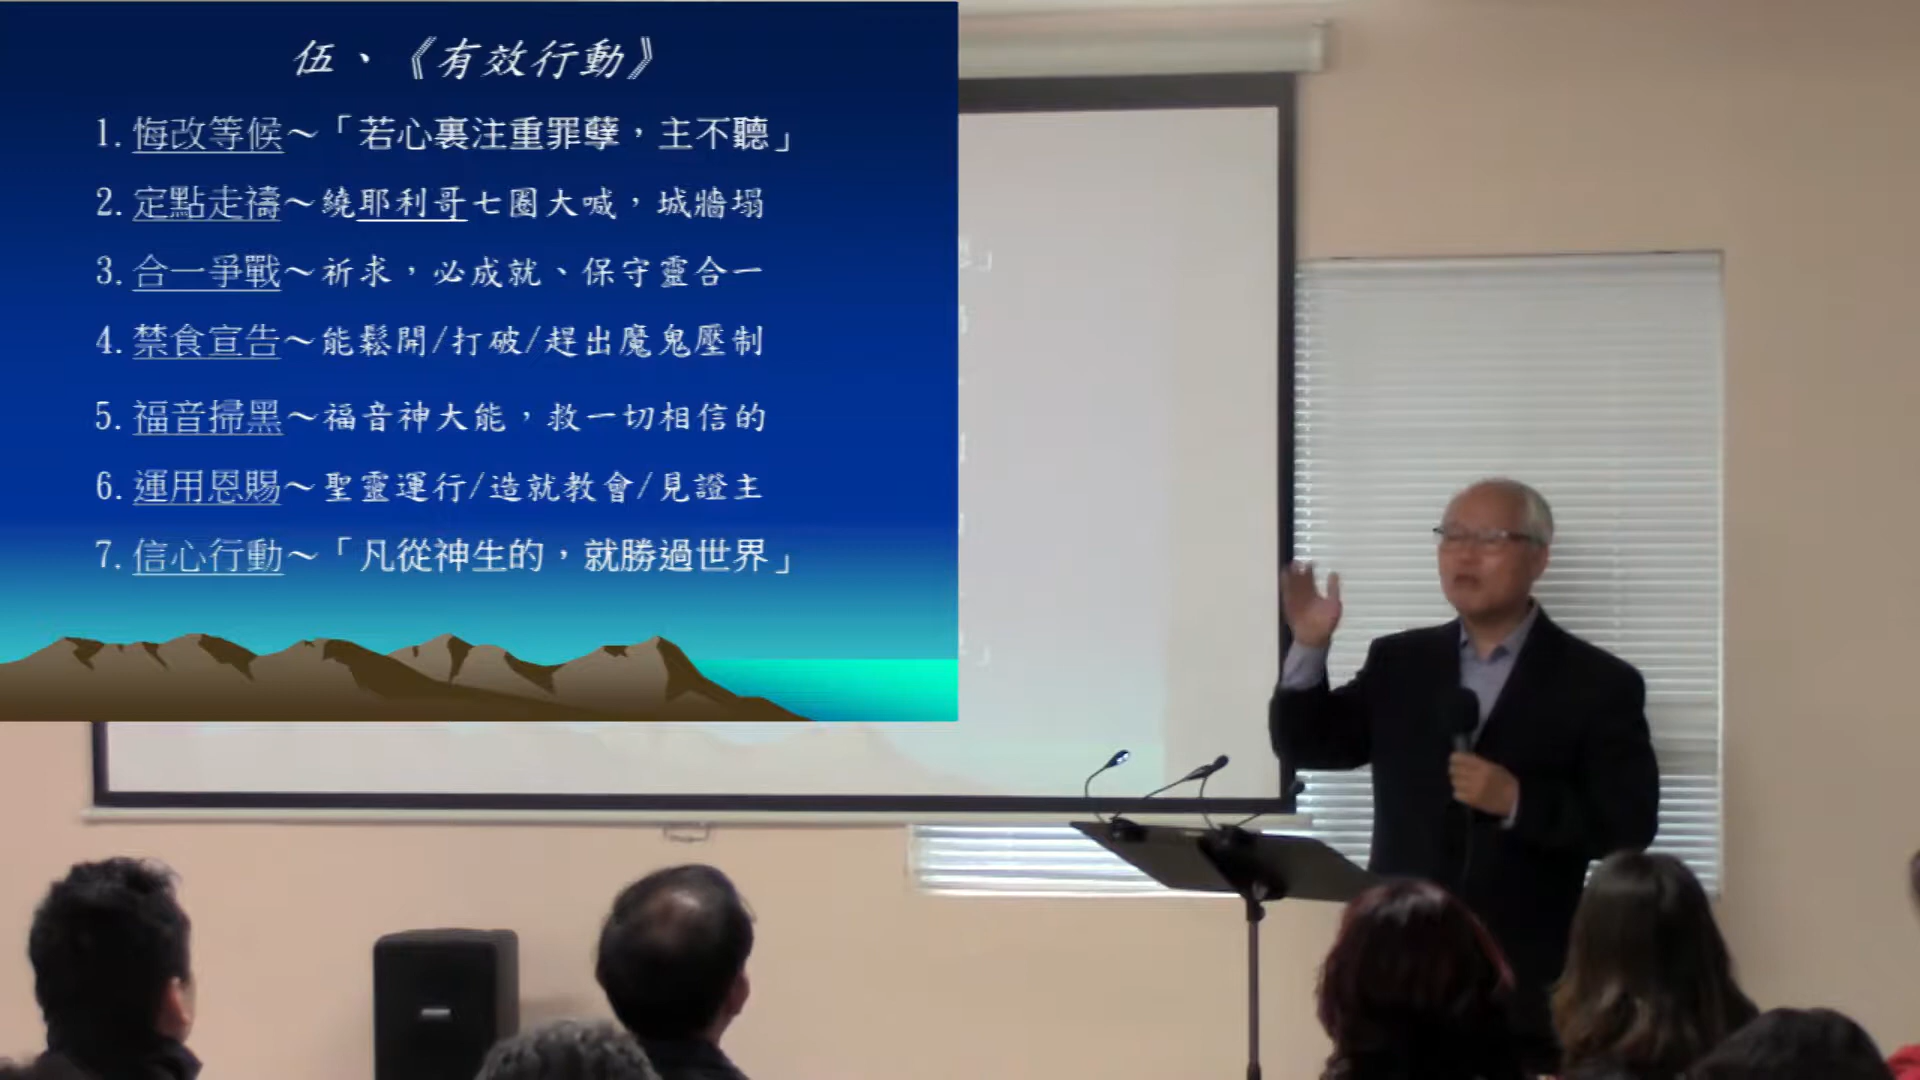 伍、《有效行動》
1. 悔改等候～「若心裏注重罪孽，主不聽」
2. 定點走禱～繞耶利哥七圈大喊，城牆塌
3. 合一爭戰～祈求，必成就、保守靈合一
4. 禁食宣告～能鬆開/打破/趕出魔鬼壓制
5. 福音掃黑～福音神大能，救一切相信的
6. 運用恩賜～聖靈運行/造就教會/見證主
7. 信心行動～「凡從神生的，就勝過世界」